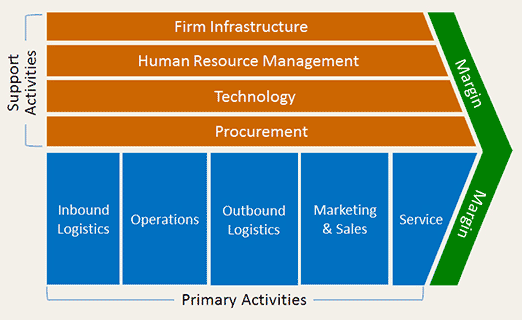 Support
Activities
Firm Infrastructure
Human Resource Management
Technology
Procurement
Margin
Margin
Inbound
Logistics
Operations
Outbound
Logistics
Marketing
& Sales
Service
Primary Activities